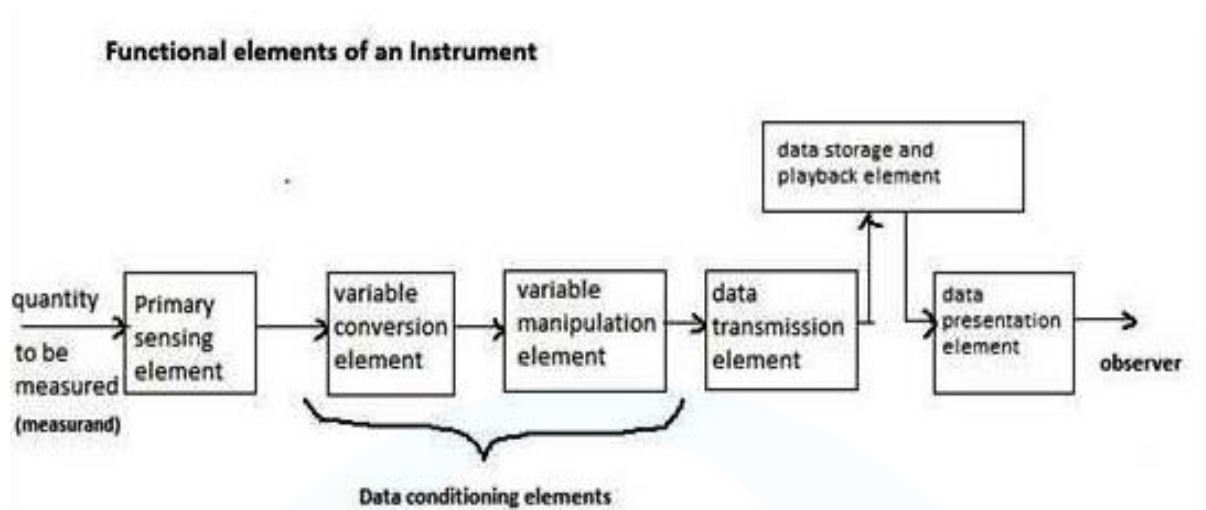 Functional elements of an Instrument
data storage and
playback element
quantity
to be
measured
(measurand)
Primary
sensing
element
variable
conversion
element
variable
manipulation
element
data
transmission
element
data
presentation
element
observer
Data conditioning elements